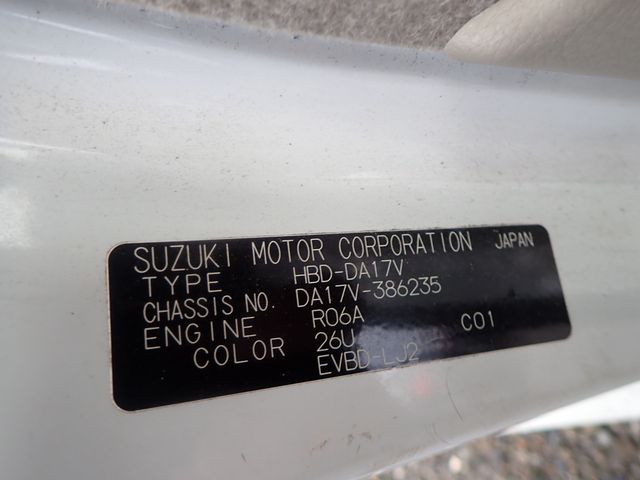 SUZUKI MOTOR CORPORATION JAPAN
TYPE HBD-DA17V
CHASSIS NO. DA17V-386235
ENGINE R06A
COLOR 26U C01
EVBD-LJ2